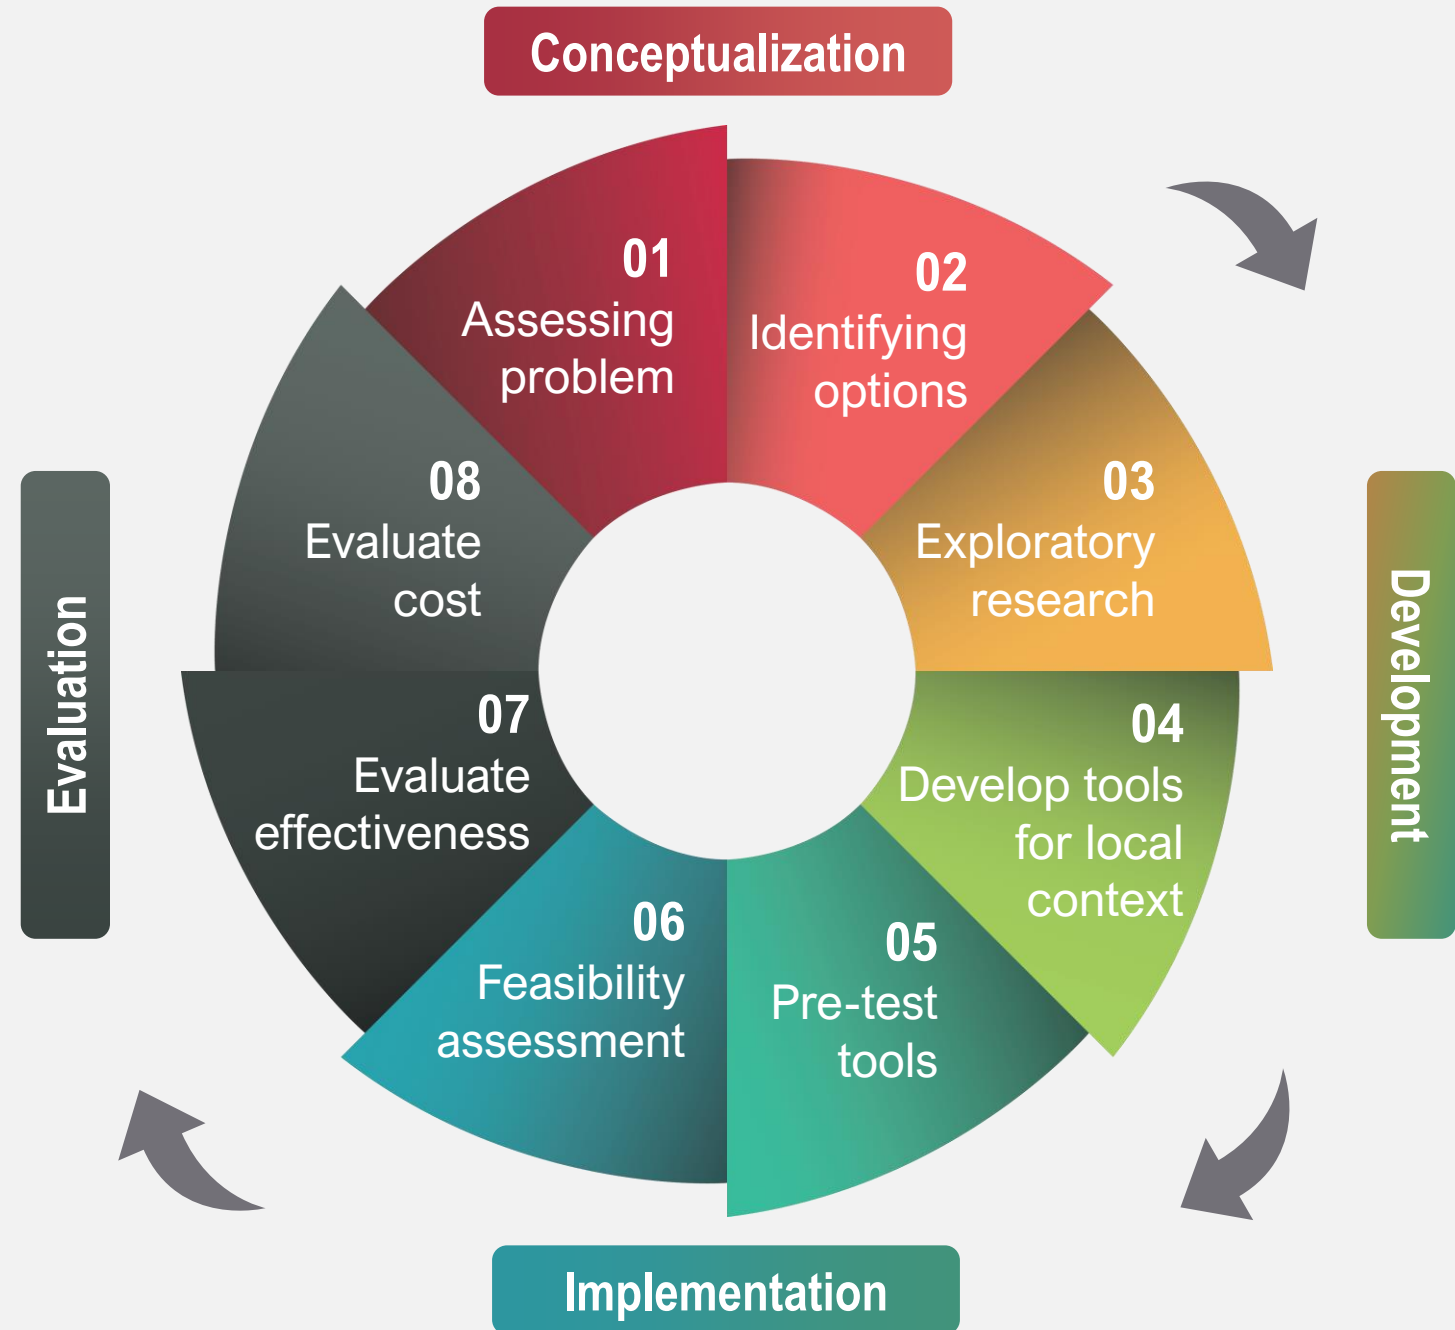 Conceptualization
01
Assessing
problem
02
Identifying
options
03
Exploratory
research
04
Develop tools
for local
context
05
Pre-test
tools
06
Feasibility
assessment
07
Evaluate
effectiveness
08
Evaluate
cost
Development
Implementation
Evaluation